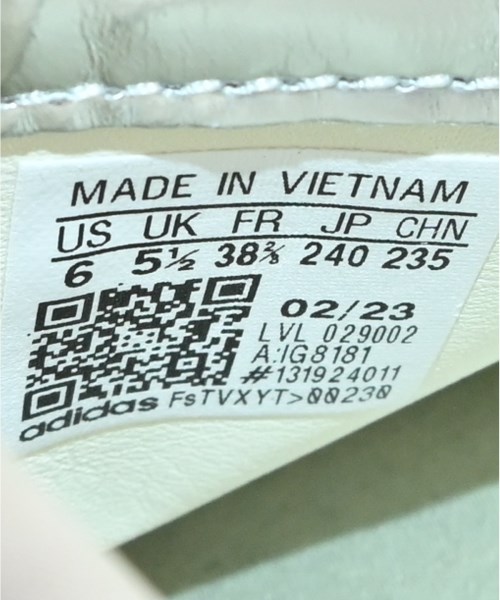 MADE IN VIETNAM
US UK FR JP CHN
6 5½ 38⅔ 240 235
02/23
LVL 029002
A:IG8181
#131924011
adidas FsTVXYT>00230